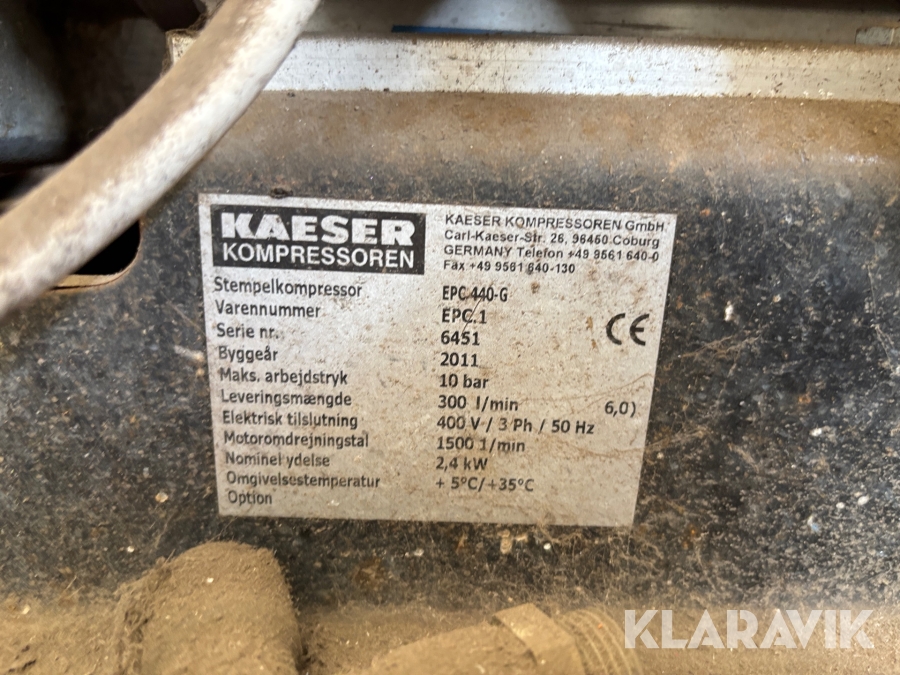 KAESER
KOMPRESSOREN
KAESER KOMPRESSOREN GmbH
Carl-Kaeser-Str. 26, 96450 Coburg
GERMANY Telefon +49 9561 640-0
Fax +49 9561 640-130
Stempelkompressor EPC 440-G
Varennummer EPC.1
Serie nr. 6451
Byggeår 2011
Maks. arbejdstryk 10 bar
Leveringsmængde 300 l/min 6,0)
Elektrisk tilslutning 400 V / 3 Ph / 50 Hz
Motoromdrejningstal 1500 1/min
Nominel ydelse 2,4 kW
Omgivelsestemperatur + 5°C/+35°C
Option
CE
KLARAVIK